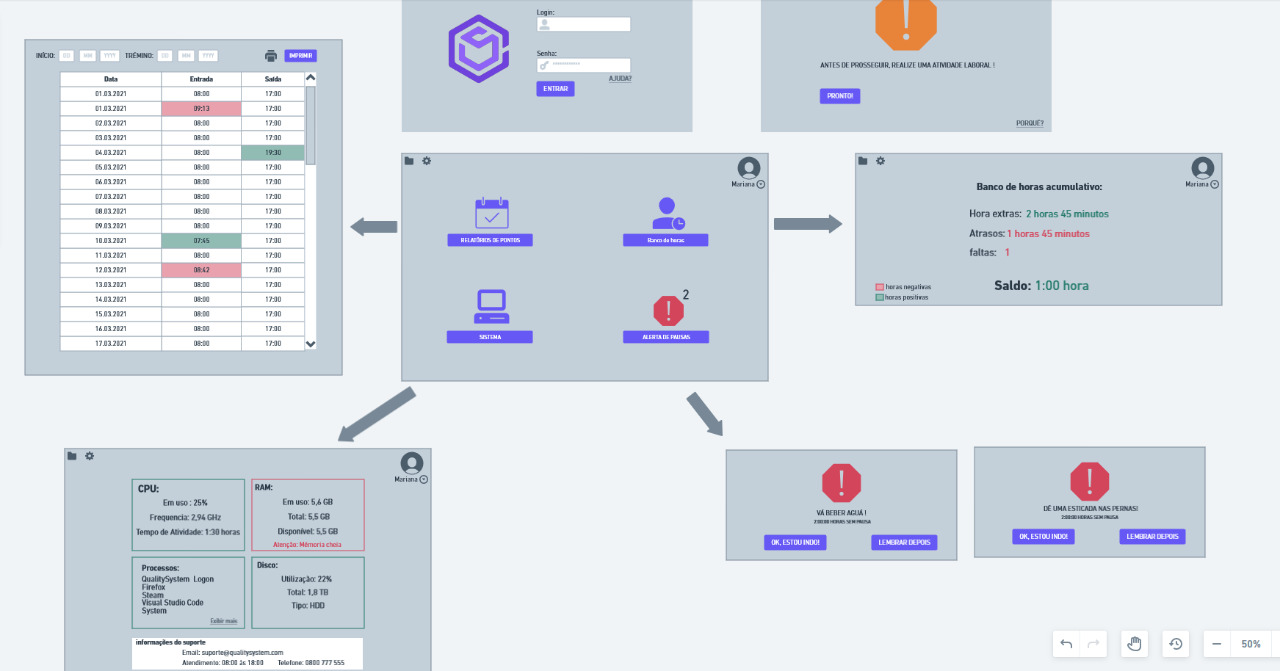 Login:
Senha:
***********
AJUDA?
ENTRAR
ANTES DE PROSSEGUIR, REALIZE UMA ATIVIDADE LABORAL !
PRONTO!
PORQUÊ?
INÍCIO: DD MM YYYY TRÉMINO: DD MM YYYY IMPRIMIR
Data Entrada Saída
01.03.2021 08:00 17:00
01.03.2021 09:13 17:00
02.03.2021 08:00 17:00
03.03.2021 08:00 17:00
04.03.2021 08:00 19:30
05.03.2021 08:00 17:00
06.03.2021 08:00 17:00
07.03.2021 08:00 17:00
08.03.2021 08:00 17:00
09.03.2021 08:00 17:00
10.03.2021 07:45 17:00
11.03.2021 08:00 17:00
12.03.2021 08:42 17:00
13.03.2021 08:00 17:00
14.03.2021 08:00 17:00
15.03.2021 08:00 17:00
16.03.2021 08:00 17:00
17.03.2021 08:00 17:00
Mariana
RELATÓRIOS DE PONTOS
Banco de horas
SISTEMA
2
ALERTA DE PAUSAS
Mariana
Banco de horas acumulativo:
Hora extras: 2 horas 45 minutos
Atrasos: 1 horas 45 minutos
faltas: 1
Saldo: 1:00 hora
horas negativas
horas positivas
Mariana
CPU:
Em uso : 25%
Frequencia: 2,94 GHz
Tempo de Atividade: 1:30 horas
RAM:
Em uso: 5,6 GB
Total: 5,5 GB
Disponível: 5,5 GB
Atenção: Mémoria cheia
Processos:
QualitySystem Logon
Firefox
Steam
Visual Studio Code
System
Exibir mais
Disco:
Utilização: 22%
Total: 1,8 TB
Tipo: HDD
informações do suporte
Email: suporte@qualitysystem.com
Atendimento: 08:00 às 18:00 Telefone: 0800 777 555
VÁ BEBER AGUÁ !
2:00:00 HORAS SEM PAUSA
OK, ESTOU INDO!
LEMBRAR DEPOIS
DÊ UMA ESTICADA NAS PERNAS!
2:00:00 HORAS SEM PAUSA
OK, ESTOU INDO!
LEMBRAR DEPOIS
50%